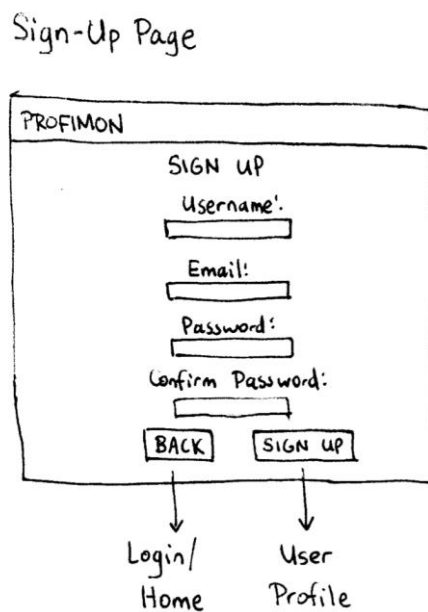 Sign-Up Page
PROFIMON
SIGN UP
Username:
Email:
Password:
Confirm Password:
BACK SIGN UP
Login/ User
Home Profile